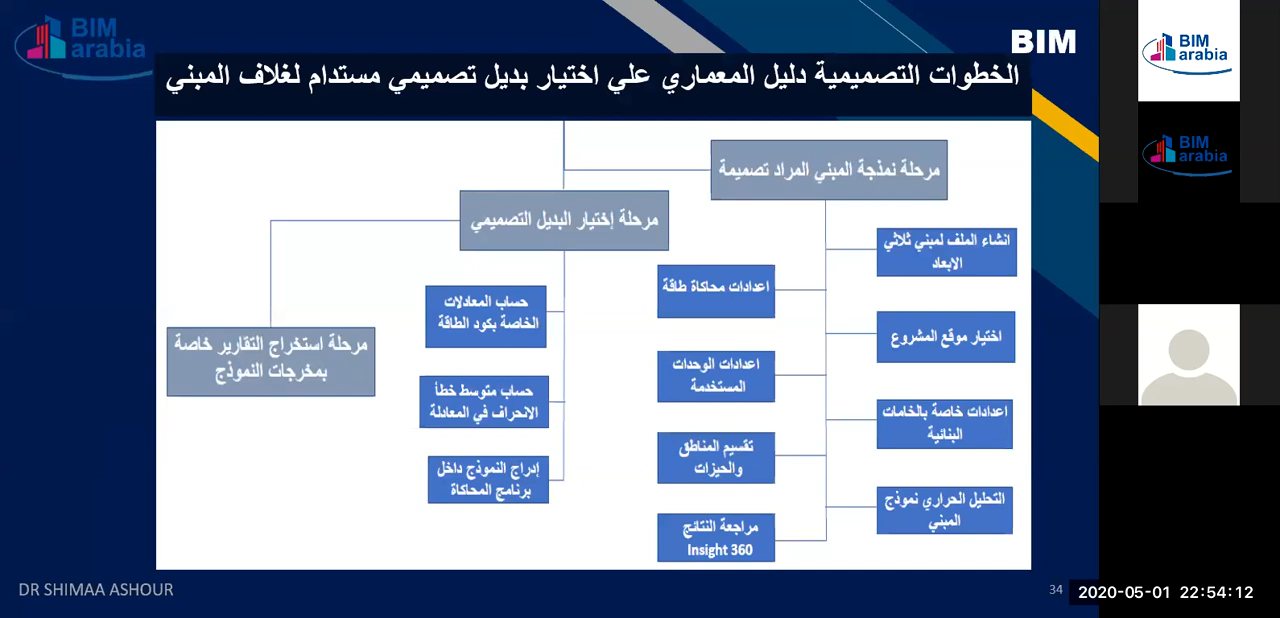 BIM
arabia
BIM
الخطوات التصميمية دليل المعماري علي اختيار بديل تصميمي مستدام لغلاف المبني
مرحلة نمذجة المبني المراد تصميمة
انشاء الملف لمبني ثلاثي
الابعاد
اختيار موقع المشروع
اعدادات خاصة بالخامات
البنائية
التحليل الحراري نموذج
المبني
اعدادات محاكاة طاقة
اعدادات الوحدات
المستخدمة
تقسيم المناطق
والحيزات
مراجعة النتائج
Insight 360
مرحلة إختيار البديل التصميمي
حساب المعادلات
الخاصة بكود الطاقة
حساب متوسط خطأ
الانحراف في المعادلة
إدراج النموذج داخل
برنامج المحاكاة
مرحلة استخراج التقارير خاصة
بمخرجات النموذج
DR SHIMAA ASHOUR
34
BIM
arabia
BIM
arabia
2020-05-01 22:54:12